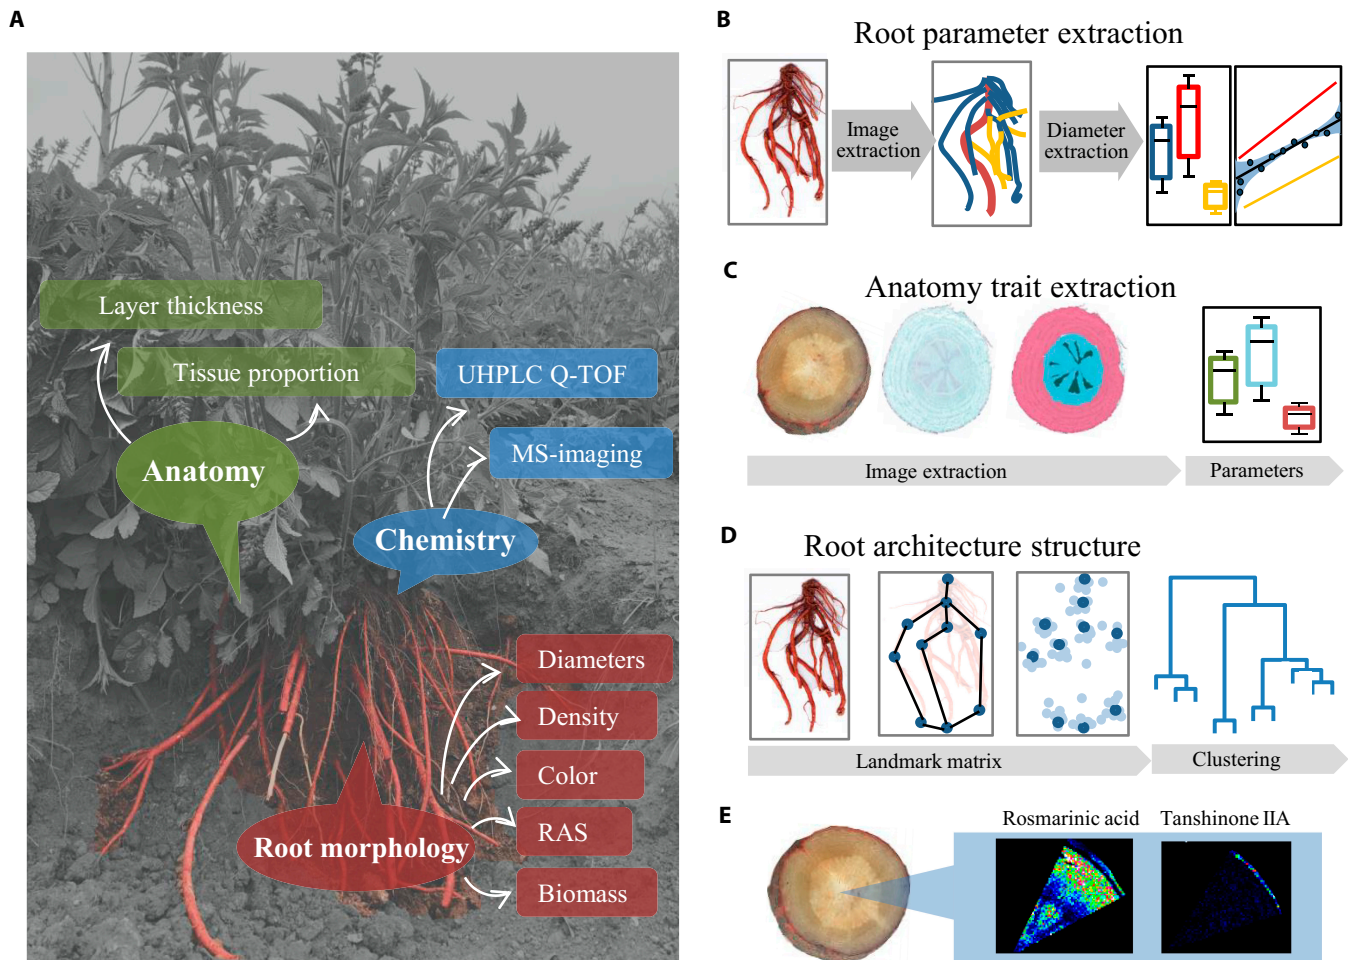 A
Layer thickness
Tissue proportion
UHPLC Q-TOF
MS-imaging
Anatomy
Chemistry
Diameters
Density
Color
RAS
Root morphology
Biomass
B
Root parameter extraction
Image
extraction
Diameter
extraction
C
Anatomy trait extraction
Image extraction
Parameters
D
Root architecture structure
Landmark matrix
Clustering
E
Rosmarinic acid
Tanshinone IIA